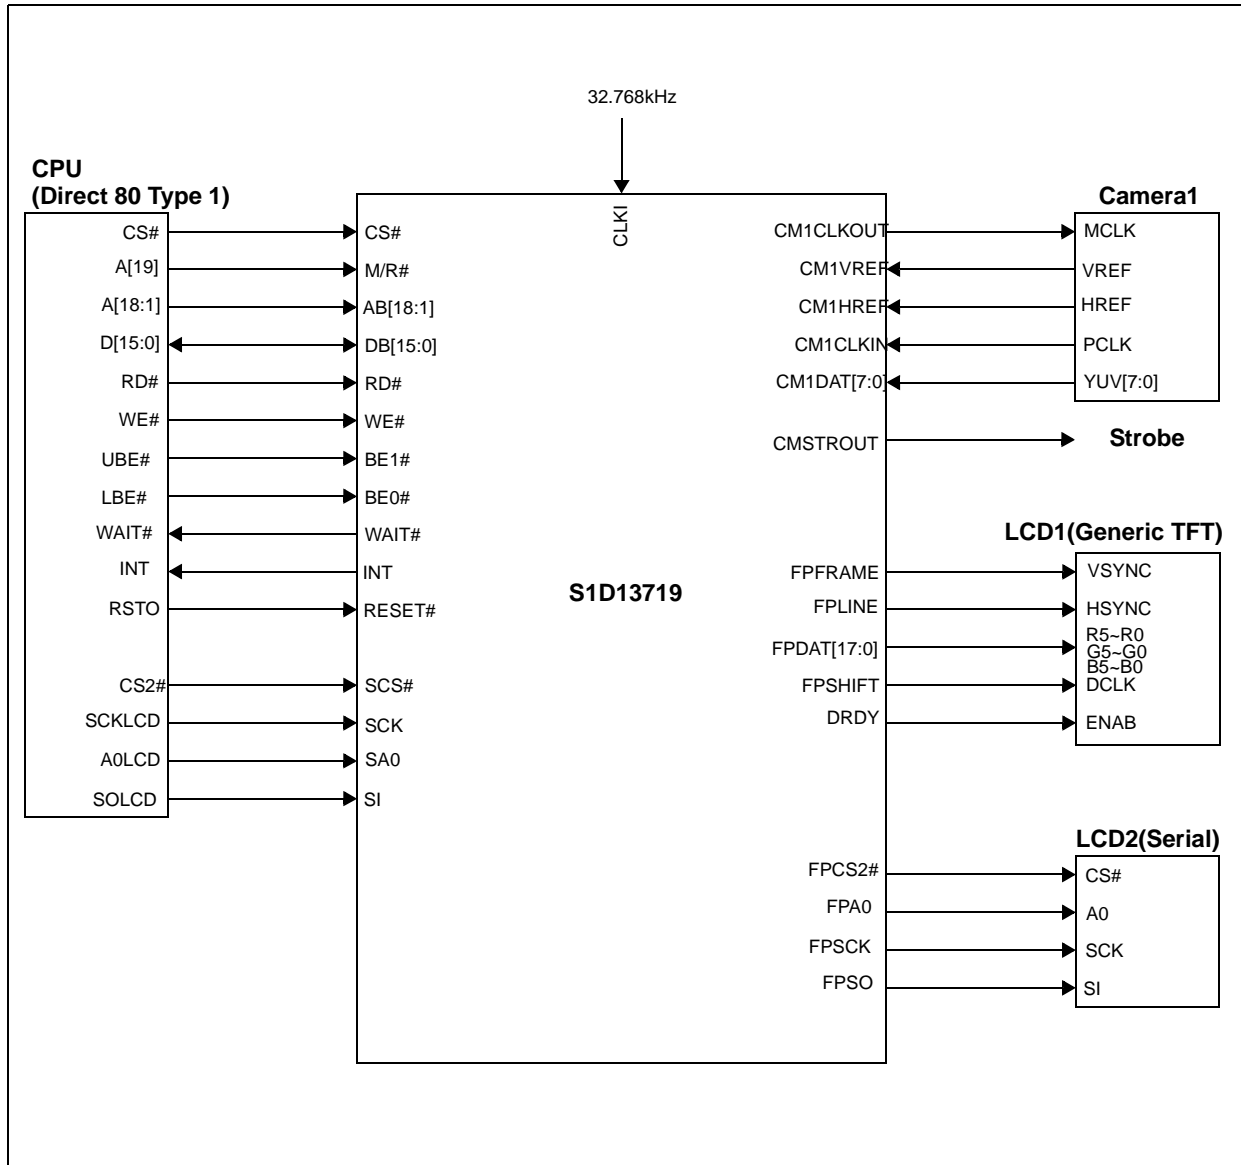 32.768kHz
CLKI
CPU
(Direct 80 Type 1)
CS#
A[19]
A[18:1]
D[15:0]
RD#
WE#
UBE#
LBE#
WAIT#
INT
RSTO
CS2#
SCKLCD
A0LCD
SOLCD
CS#
M/R#
AB[18:1]
DB[15:0]
RD#
WE#
BE1#
BE0#
WAIT#
INT
RESET#
SCS#
SCK
SA0
SI
S1D13719
CM1CLKOUT
CM1VREF
CM1HREF
CM1CLKIN
CM1DAT[7:0]
CMSTROUT
FPFRAME
FPLINE
FPDAT[17:0]
FPSHIFT
DRDY
FPCS2#
FPA0
FPSCK
FPSO
Camera1
MCLK
VREF
HREF
PCLK
YUV[7:0]
Strobe
LCD1(Generic TFT)
VSYNC
HSYNC
R5~R0
G5~G0
B5~B0
DCLK
ENAB
LCD2(Serial)
CS#
A0
SCK
SI